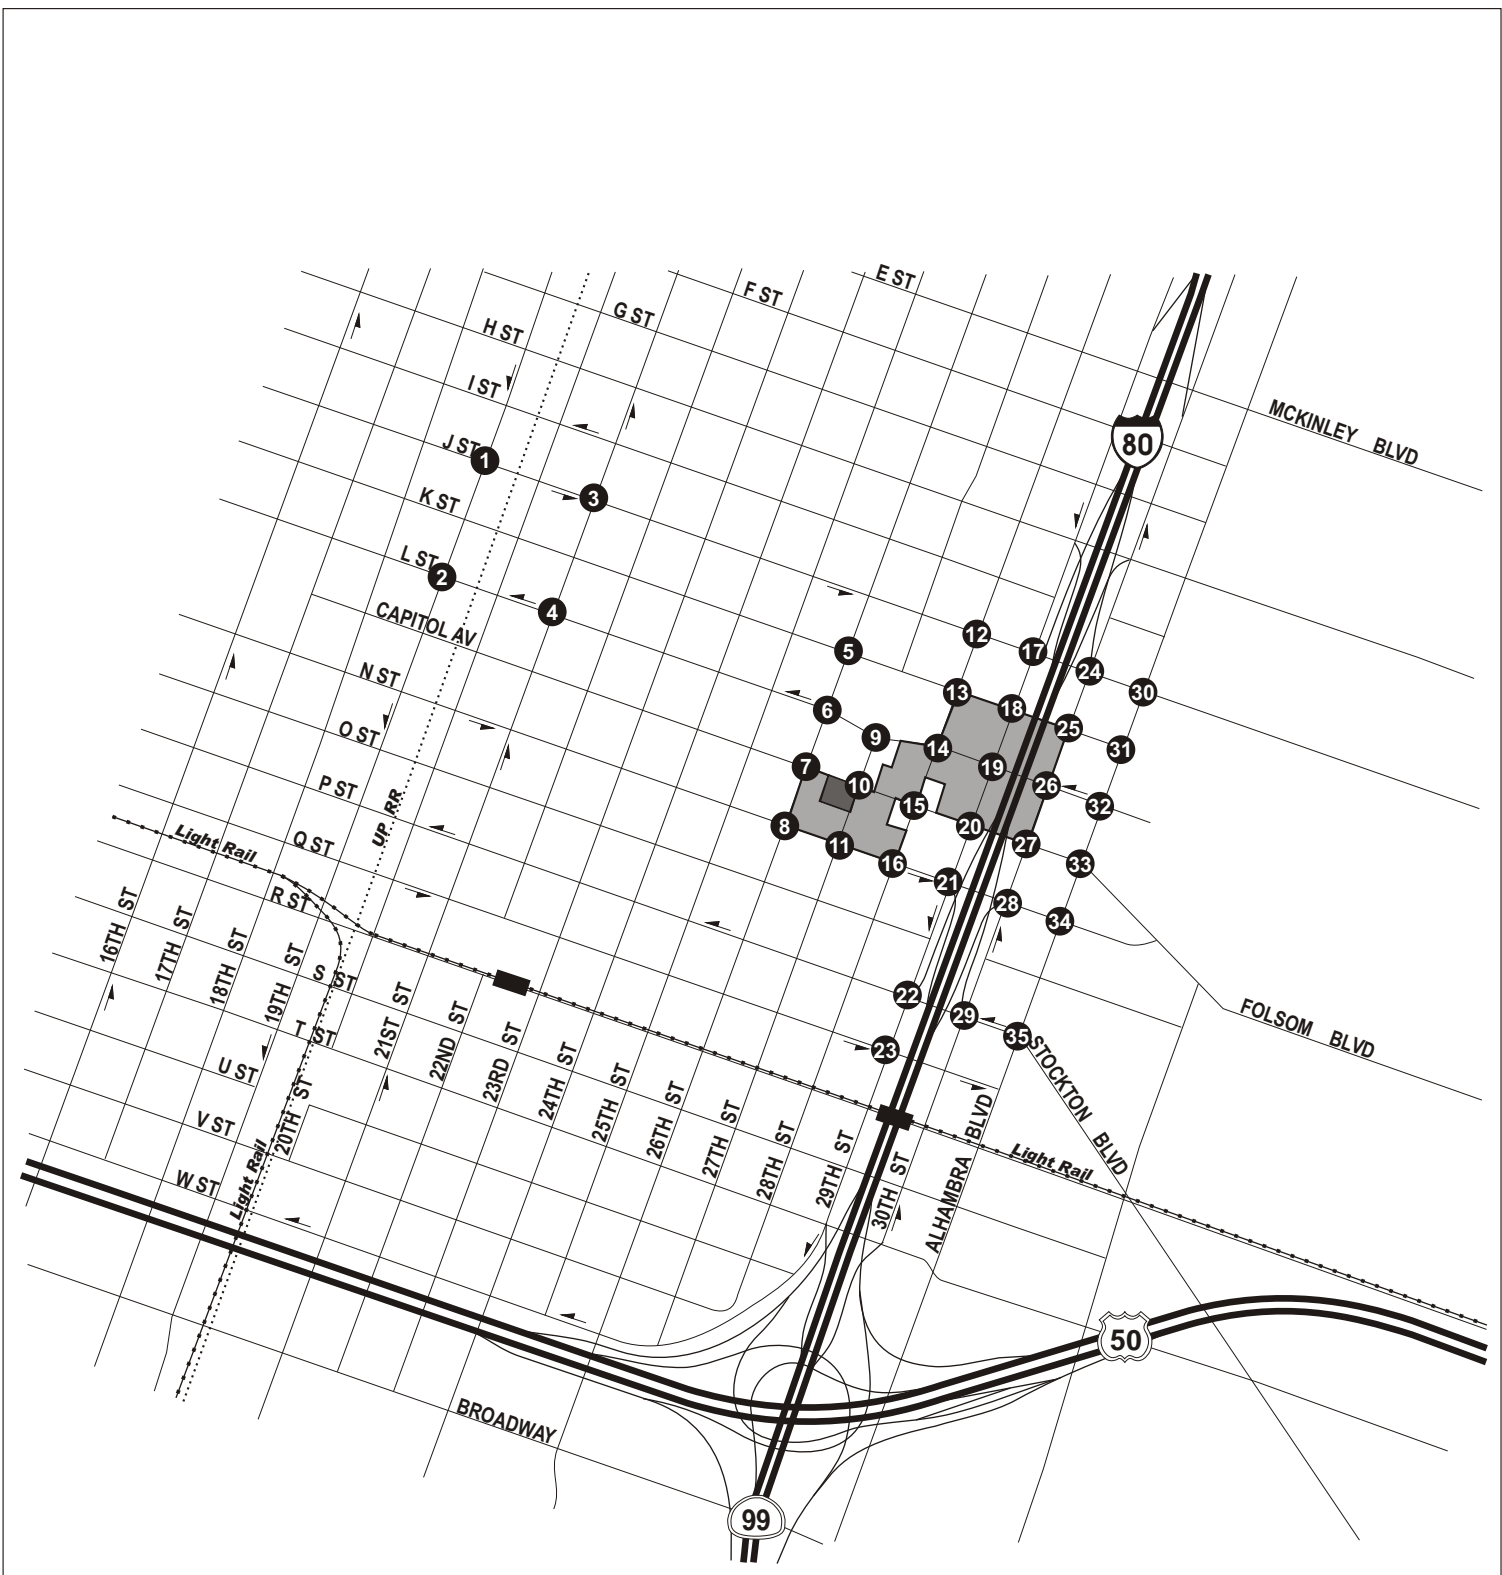 E ST
F ST
G ST
H ST
I ST
J ST
K ST
L ST
CAPITOL AV
N ST
O ST
P ST
Q ST
R ST
S ST
T ST
U ST
V ST
W ST
BROADWAY
MCKINLEY BLVD
80
1
2
3
4
5
6
7
8
9
10
11
12
13
14
15
16
17
18
19
20
21
22
23
24
25
26
27
28
29
30
31
32
33
34
35
UP RR
Light Rail
16TH ST
17TH ST
18TH ST
19TH ST
20TH ST
21ST ST
22ND ST
23RD ST
24TH ST
25TH ST
26TH ST
27TH ST
28TH ST
29TH ST
30TH ST
ALHAMBRA BLVD
STOCKTON BLVD
FOLSOM BLVD
Light Rail
Light Rail
50
99